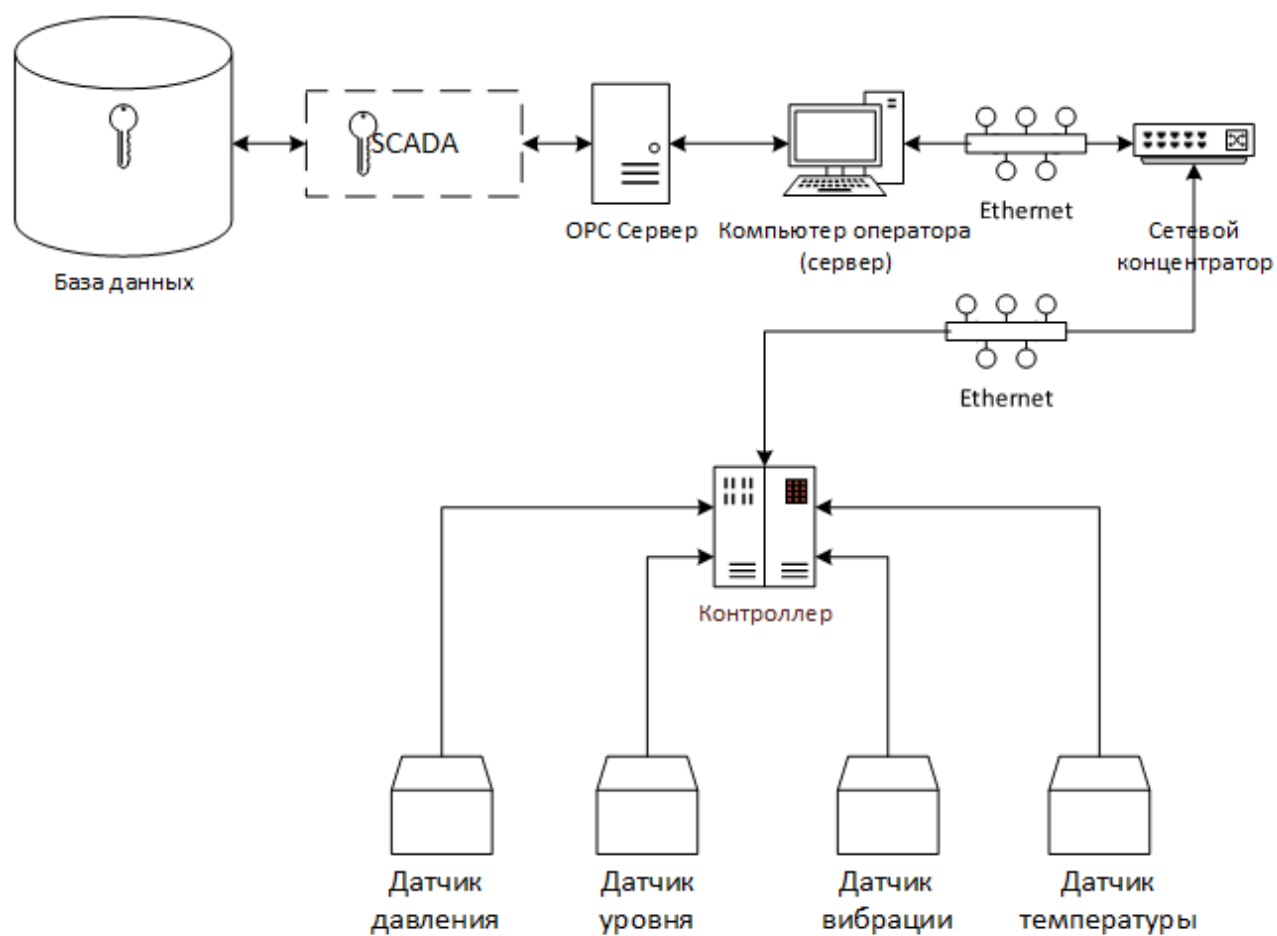 SCADA
OPC Сервер
Компьютер оператора
(сервер)
Ethernet
Сетевой
концентратор
База данных
Ethernet
Контроллер
Датчик
давления
Датчик
уровня
Датчик
вибрации
Датчик
температуры